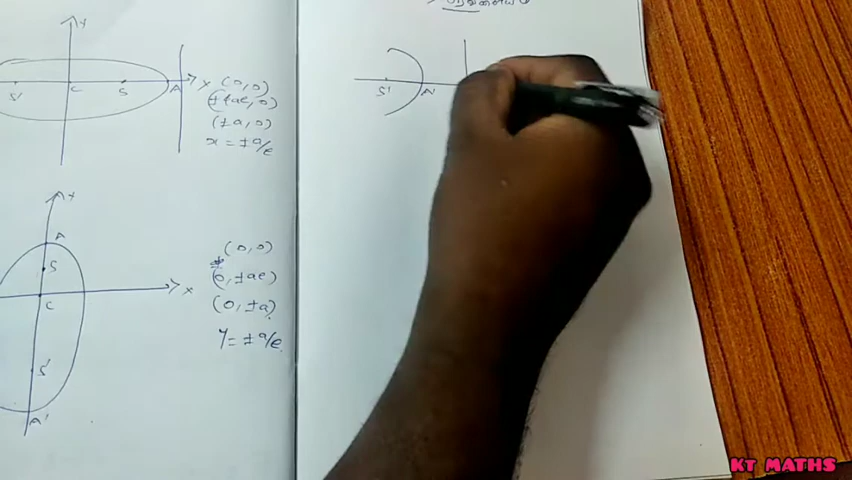 Y
S'
C
S
A
X
(0,0)
(±ae,0)
(±a,0)
x = ±a/e
Y
A
S
C
X
S'
A'
(0,0)
(0,±ae)
(0,±a)
y = ±a/e
S'
A'
KT MATHS